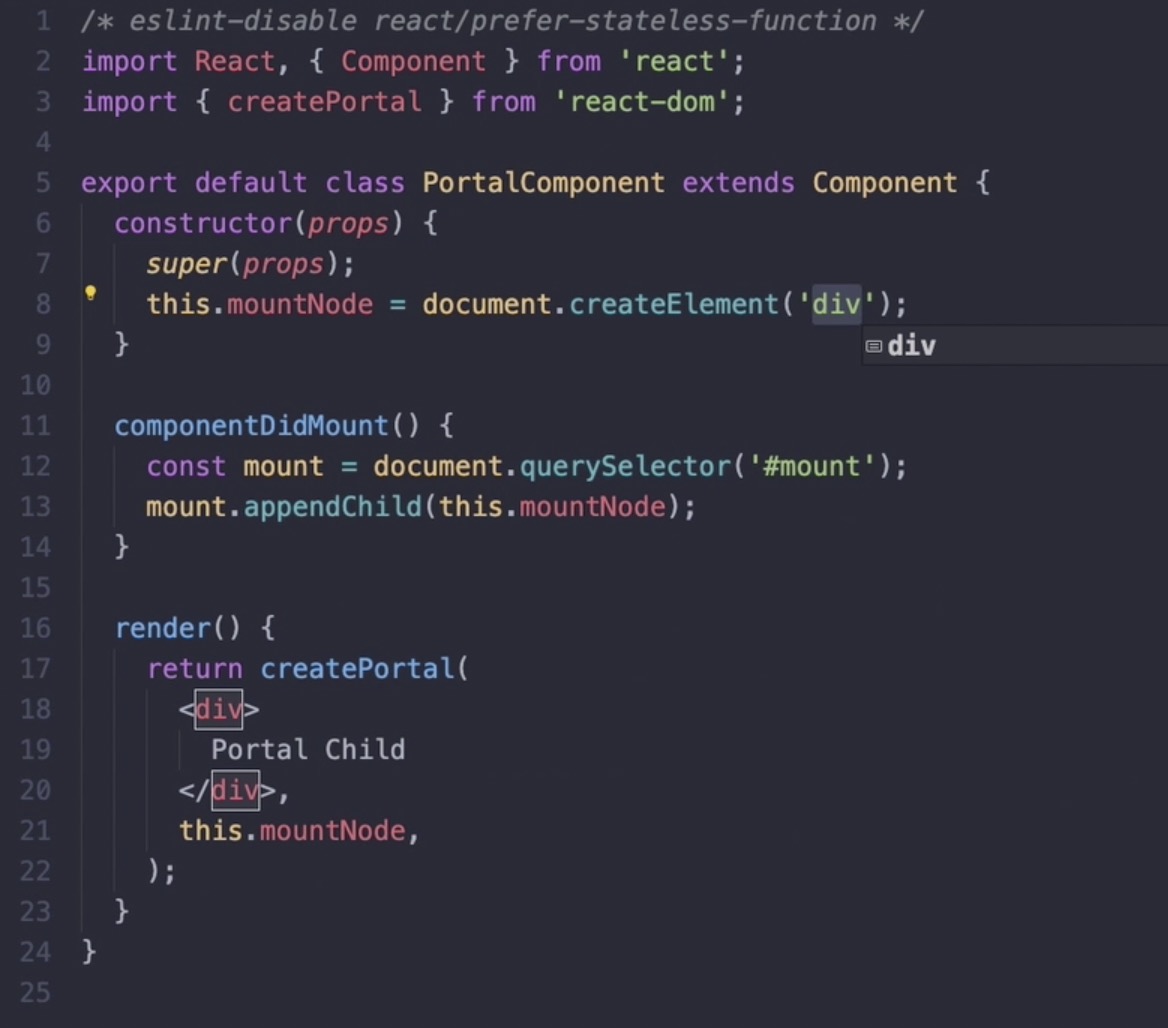 1 /* eslint-disable react/prefer-stateless-function */
2 import React, { Component } from 'react';
3 import { createPortal } from 'react-dom';
4
5 export default class PortalComponent extends Component {
6   constructor(props) {
7     super(props);
8     this.mountNode = document.createElement('div');
9   }
div
10
11   componentDidMount() {
12     const mount = document.querySelector('#mount');
13     mount.appendChild(this.mountNode);
14   }
15
16   render() {
17     return createPortal(
18       <div>
19         Portal Child
20       </div>,
21       this.mountNode,
22     );
23   }
24 }
25